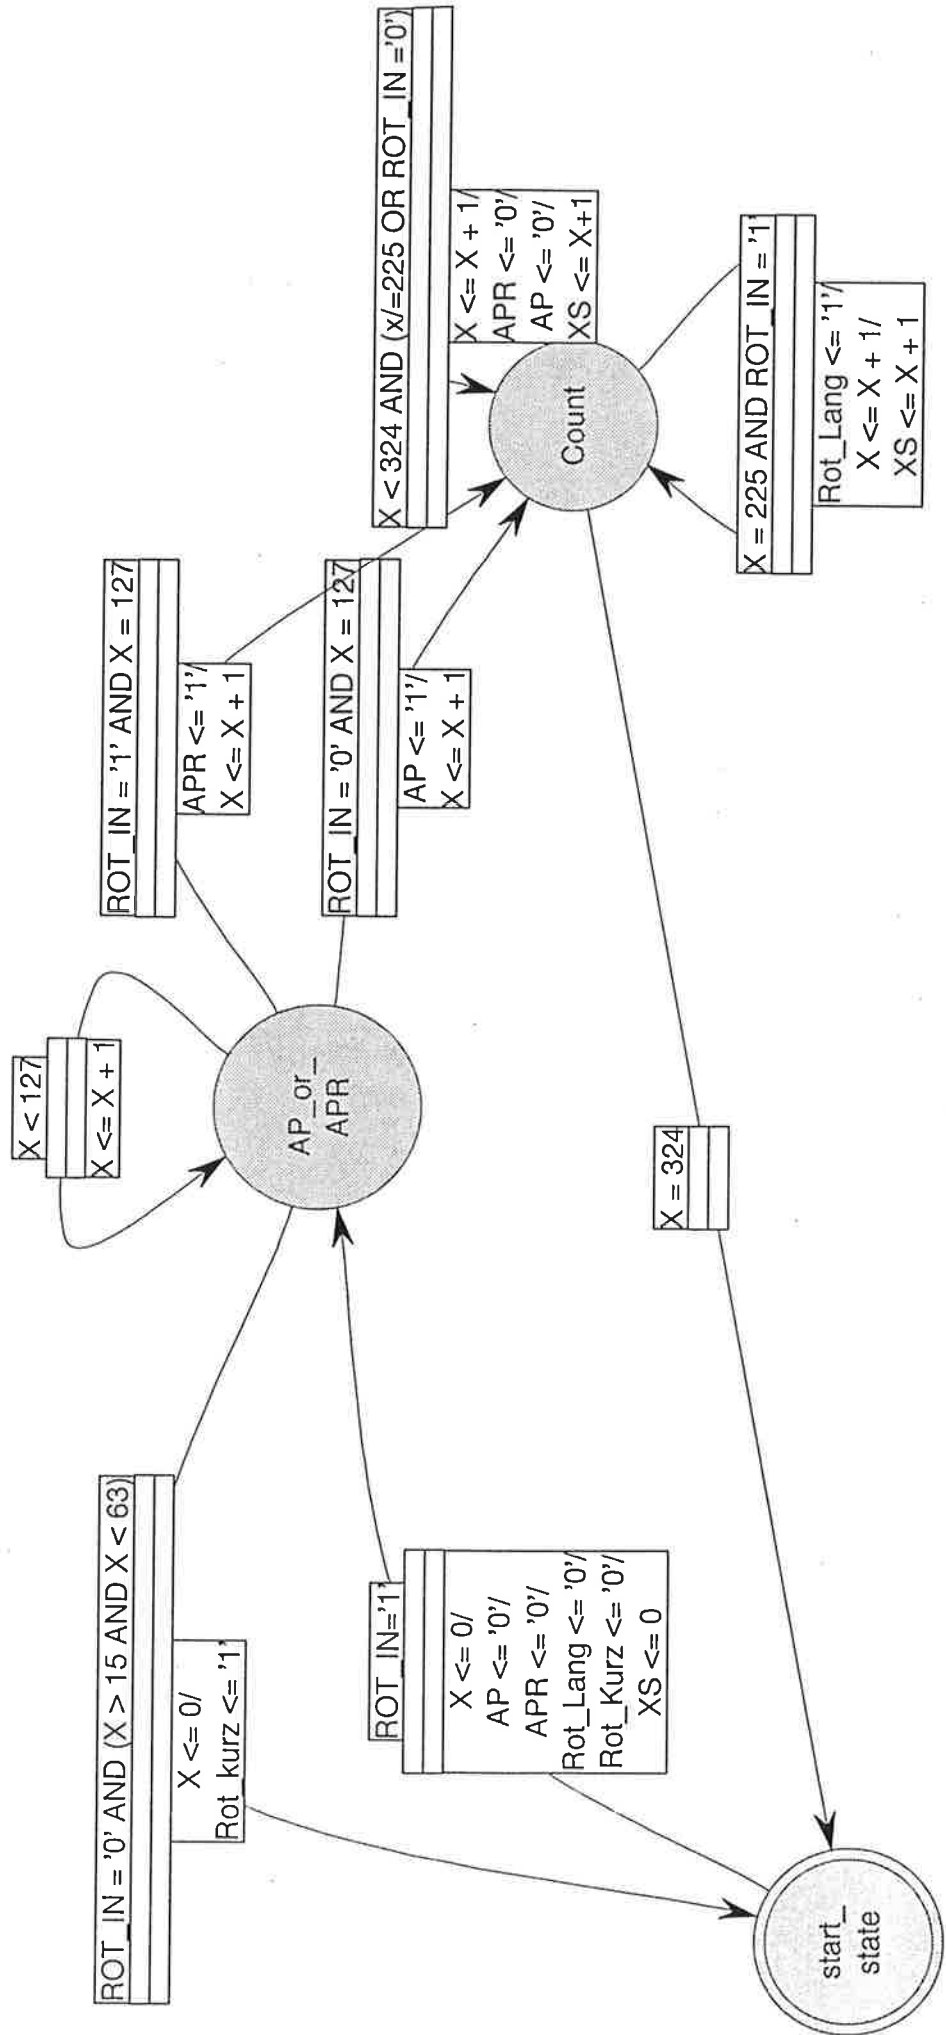 X < 127
X <= X + 1
ROT_IN = '0' AND (X > 15 AND X < 63)
X <= 0/
Rot_kurz <= '1'
ROT_IN = '1' AND X = 127
APR <= '1'/
X <= X + 1
AP_or_
APR
ROT_IN = '0' AND X = 127
AP <= '1'/
X <= X + 1
X < 324 AND (x/=225 OR ROT_IN ='0')
X <= X + 1/
APR <= '0'/
AP <= '0'/
XS <= X+1
ROT_IN='1'
X <= 0/
AP <= '0'/
APR <= '0'/
Rot_Lang <= '0'/
Rot_Kurz <= '0'/
XS <= 0
Count
X = 324
X = 225 AND ROT_IN = '1'
Rot_Lang <= '1'/
X <= X + 1/
XS <= X + 1
start_
state